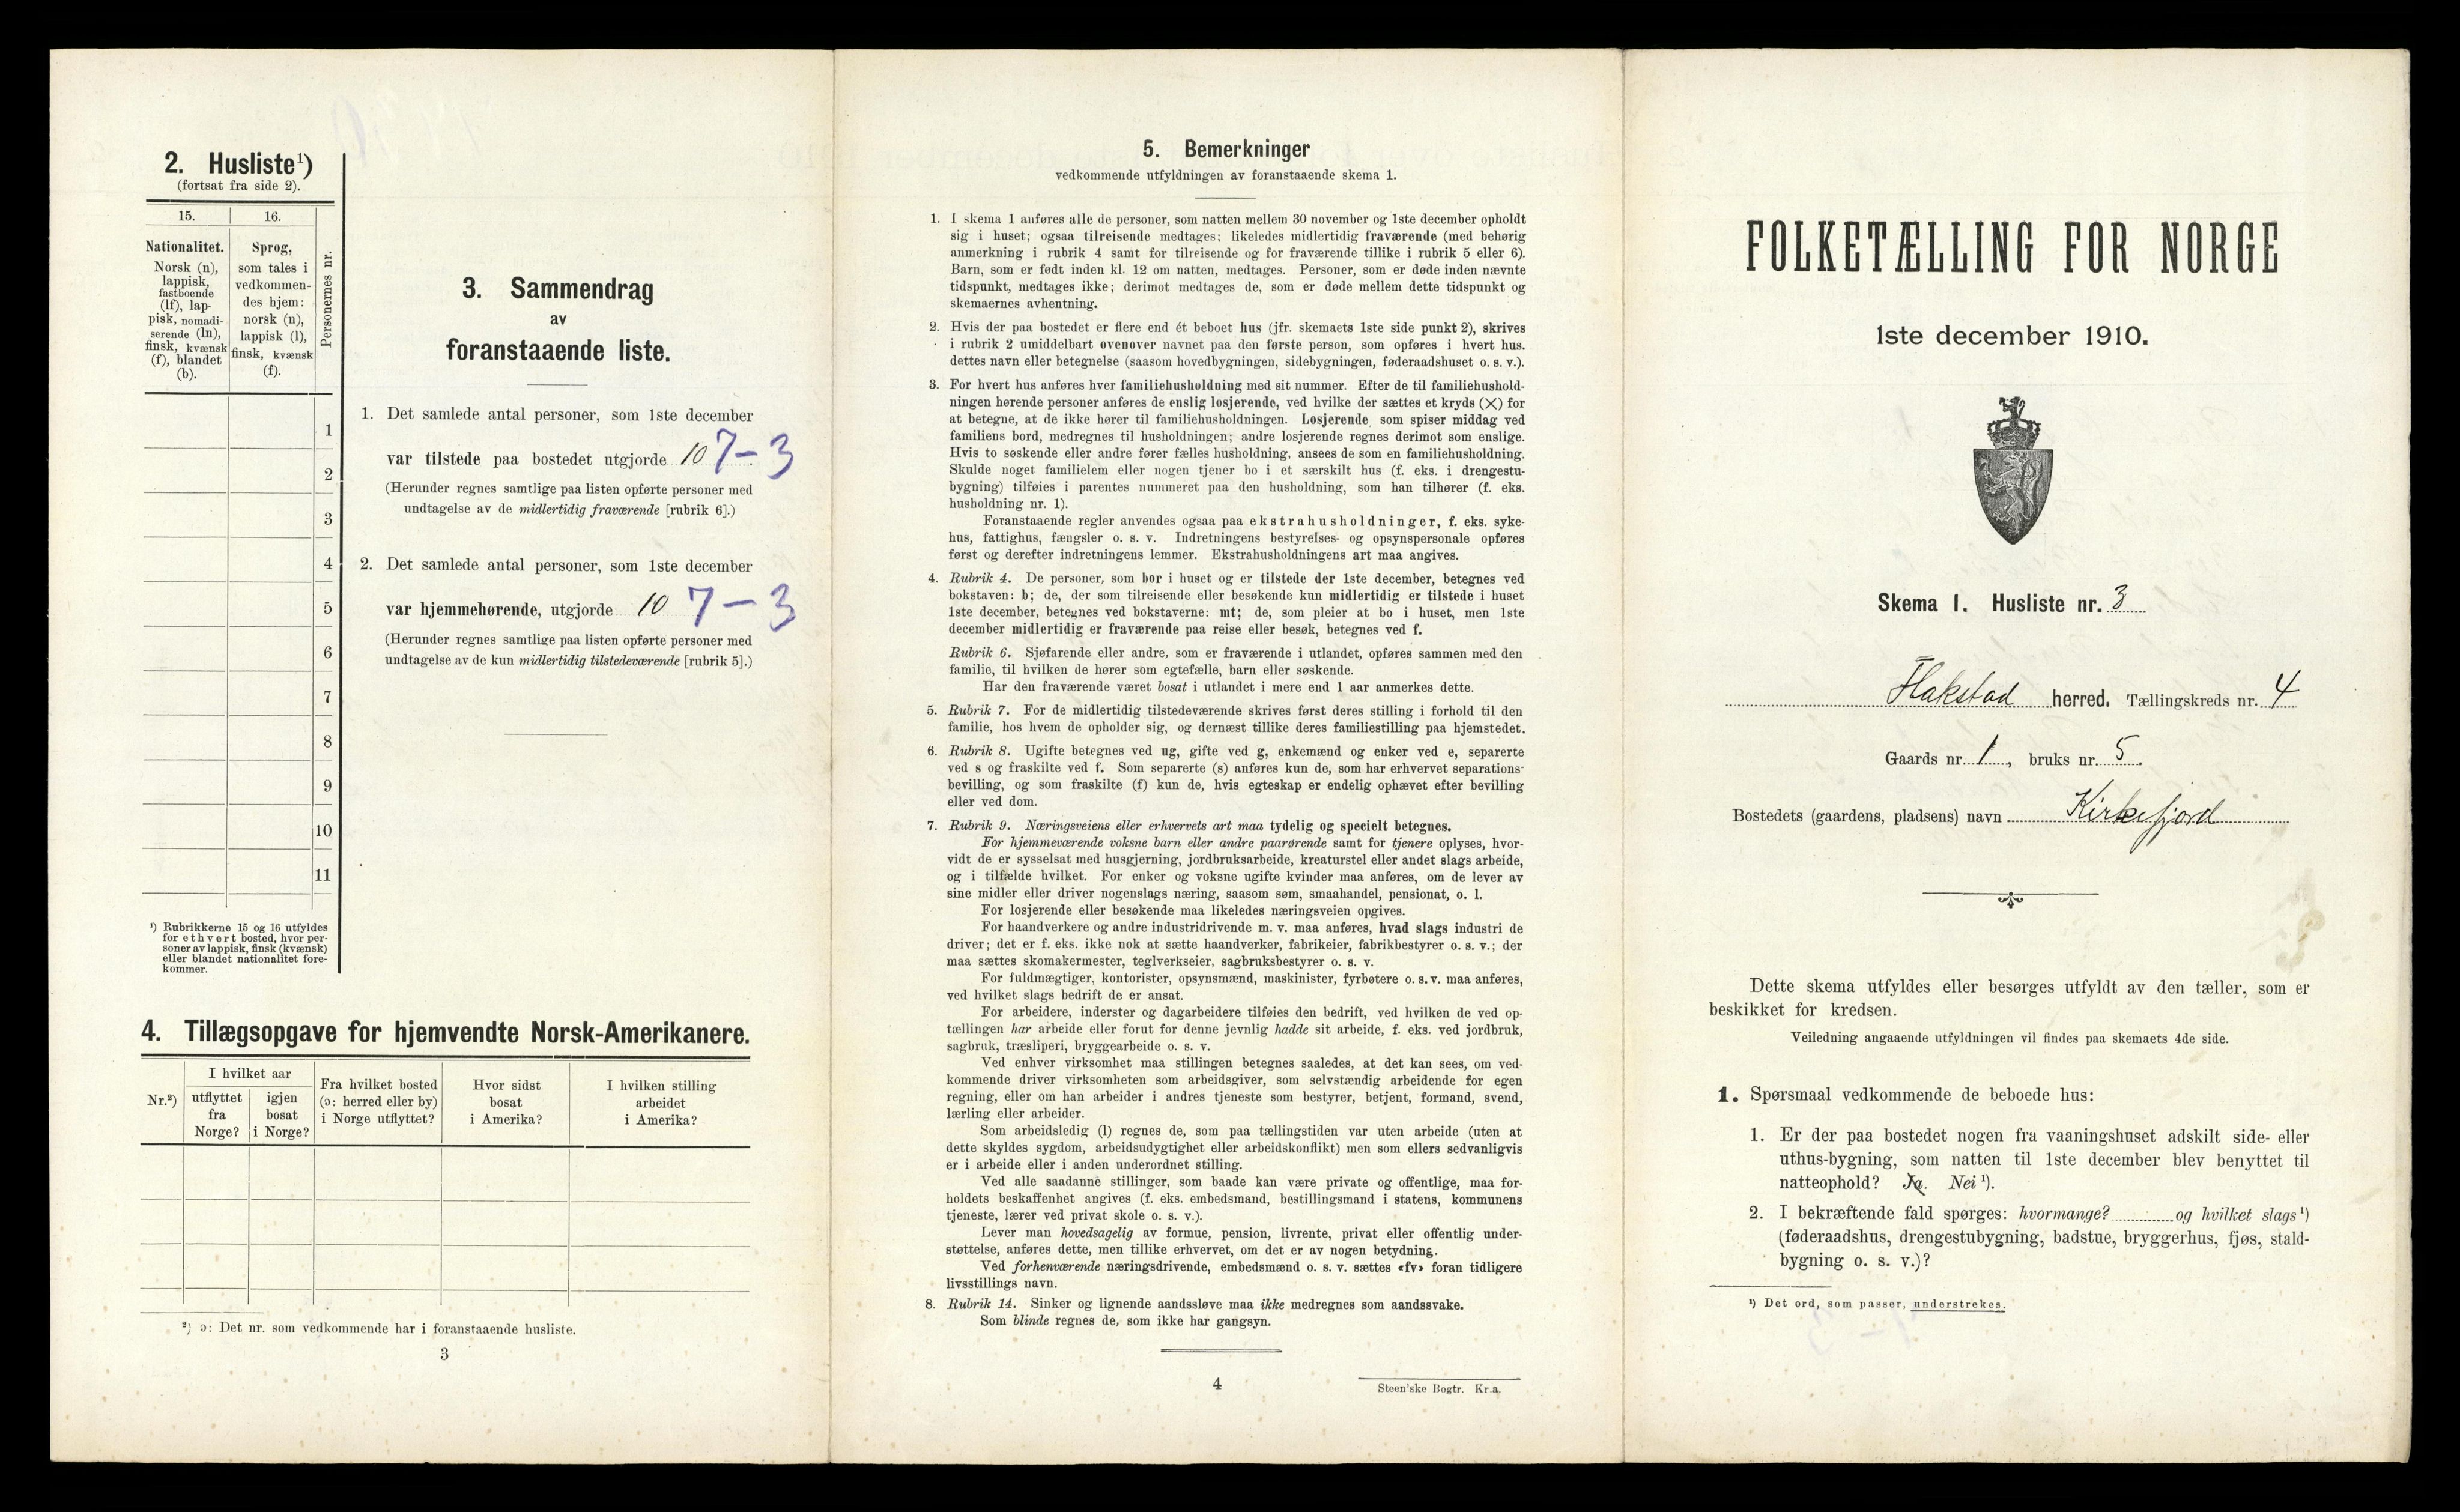 2. Husliste¹)
(fortsat fra side 2).
15.
16.
Personernes nr.
Nationalitet.
Norsk (n),
lappisk,
fastboende
(lf), lap-
pisk, nomadi-
serende (ln),
finsk, kvænsk
(f), blandet
(b).
Sprog,
som tales i
vedkommen-
des hjem:
norsk (n),
lappisk (l),
finsk, kvænsk
(f).
1
2
3
4
5
6
7
8
9
10
11
¹) Rubrikkerne 15 og 16 utfyldes
for ethvert bosted, hvor per-
soner av lappisk, finsk (kvænsk)
eller blandet nationalitet fore-
kommer.
3. Sammendrag
av
foranstaaende liste.
1. Det samlede antal personer, som 1ste december
var tilstede paa bostedet utgjorde 10 7-3
(Herunder regnes samtlige paa listen opførte personer med
undtagelse av de midlertidig fraværende [rubrik 6].)
2. Det samlede antal personer, som 1ste december
var hjemmehørende, utgjorde 10 7-3
(Herunder regnes samtlige paa listen opførte personer med
undtagelse av de kun midlertidig tilstedeværende [rubrik 5].)
4. Tillægsopgave for hjemvendte Norsk-Amerikanere.
Nr.²)
I hvilket aar
utflyttet
fra
Norge?
igjen
bosat
i Norge?
Fra hvilket bosted
(ɔ: herred eller by)
i Norge utflyttet?
Hvor sidst
bosat
i Amerika?
I hvilken stilling
arbeidet
i Amerika?
²) ɔ: Det nr. som vedkommende har i foranstaaende husliste.
3
5. Bemerkninger
vedkommende utfyldningen av foranstaaende skema 1.
1. I skema 1 anføres alle de personer, som natten mellem 30 november og 1ste december opholdt
sig i huset; ogsaa tilreisende medtages; likeledes midlertidig fraværende (med behørig
anmerkning i rubrik 4 samt for tilreisende og for fraværende tillike i rubrik 5 eller 6).
Barn, som er født inden kl. 12 om natten, medtages. Personer, som er døde inden nævnte
tidspunkt, medtages ikke; derimot medtages de, som er døde mellem dette tidspunkt og
skemaernes avhentning.
2. Hvis der paa bostedet er flere end ét beboet hus (jfr. skemaets 1ste side punkt 2), skrives
i rubrik 2 umiddelbart ovenover navnet paa den første person, som opføres i hvert hus.
dettes navn eller betegnelse (saasom hovedbygningen, sidebygningen, føderaadshuset o. s. v.).
3. For hvert hus anføres hver familiehusholdning med sit nummer. Efter de til familiehushold-
ningen hørende personer anføres de enslig losjerende, ved hvilke der sættes et kryds (×) for
at betegne, at de ikke hører til familiehusholdningen. Losjerende som spiser middag ved
familiens bord, medregnes til husholdningen; andre losjerende regnes derimot som enslige.
Hvis to søskende eller andre fører fælles husholdning, ansees de som en familiehusholdning.
Skulde noget familielem eller nogen tjener bo i et særskilt hus (f. eks. i drengestu-
bygning) tilføies i parentes nummeret paa den husholdning, som han tilhører (f. eks.
husholdning nr. 1).
Foranstaaende regler anvendes ogsaa paa ekstrahusholdninger, f. eks. syke-
hus, fattighus, fængsler o. s. v. Indretningens bestyrelses- og opsynspersonale opføres
først og derefter indretningens lemmer. Ekstrahusholdningens art maa angives.
4. Rubrik 4. De personer, som bor i huset og er tilstede der 1ste december, betegnes ved
bokstaven: b; de, der som tilreisende eller besøkende kun midlertidig er tilstede i huset
1ste december, betegnes ved bokstaverne: mt; de, som pleier at bo i huset, men 1ste
december midlertidig er fraværende paa reise eller besøk, betegnes ved f.
Rubrik 6. Sjøfarende eller andre, som er fraværende i utlandet, opføres sammen med den
familie, til hvilken de hører som egtefælle, barn eller søskende.
Har den fraværende været bosat i utlandet i mere end 1 aar anmerkes dette.
5. Rubrik 7. For de midlertidig tilstedeværende skrives først deres stilling i forhold til den
familie, hos hvem de opholder sig, og dernæst tillike deres familiestilling paa hjemstedet.
6. Rubrik 8. Ugifte betegnes ved ug, gifte ved g, enkemænd og enker ved e, separerte
ved s og fraskilte ved f. Som separerte (s) anføres kun de, som har erhvervet separations-
bevilling, og som fraskilte (f) kun de, hvis egteskap er endelig ophævet efter bevilling
eller ved dom.
7. Rubrik 9. Næringsveiens eller erhvervets art maa tydelig og specielt betegnes.
For hjemmeværende voksne barn eller andre paarørende samt for tjenere oplyses, hvor-
vidt de er sysselsat med husgjerning, jordbruksarbeide, kreaturstel eller andet slags arbeide,
og i tilfælde hvilket. For enker og voksne ugifte kvinder maa anføres, om de lever av
sine midler eller driver nogenslags næring, saasom søm, smaahandel, pensionat, o. l.
For losjerende eller besøkende maa likeledes næringsveien opgives.
For haandverkere og andre industridrivende m. v. maa anføres, hvad slags industri de
driver; det er f. eks. ikke nok at sætte haandverker, fabrikeier, fabrikbestyrer o. s. v.; der
maa sættes skomakermester, teglverkseier, sagbruksbestyrer o. s. v.
For fuldmægtiger, kontorister, opsynsmænd, maskinister, fyrbøtere o. s. v. maa anføres,
ved hvilket slags bedrift de er ansat.
For arbeidere, inderster og dagarbeidere tilføies den bedrift, ved hvilken de ved op-
tællingen har arbeide eller forut for denne jevnlig hadde sit arbeide, f. eks. ved jordbruk,
sagbruk, træsliperi, bryggearbeide o. s. v.
Ved enhver virksomhet maa stillingen betegnes saaledes, at det kan sees, om ved-
kommende driver virksomheten som arbeidsgiver, som selvstændig arbeidende for egen
regning, eller om han arbeider i andres tjeneste som bestyrer, betjent, formand, svend,
lærling eller arbeider.
Som arbeidsledig (l) regnes de, som paa tællingstiden var uten arbeide (uten at
dette skyldes sygdom, arbeidsudygtighet eller arbeidskonflikt) men som ellers sedvanligvis
er i arbeide eller i anden underordnet stilling.
Ved alle saadanne stillinger, som baade kan være private og offentlige, maa for-
holdets beskaffenhet angives (f. eks. embedsmand, bestillingsmand i statens, kommunens
tjeneste, lærer ved privat skole o. s. v.).
Lever man hovedsagelig av formue, pension, livrente, privat eller offentlig under-
støttelse, anføres dette, men tillike erhvervet, om det er av nogen betydning.
Ved forhenværende næringsdrivende, embedsmænd o. s. v. sættes «fv» foran tidligere
livsstillings navn.
8. Rubrik 14. Sinker og lignende aandssløve maa ikke medregnes som aandssvake.
Som blinde regnes de, som ikke har gangsyn.
4
Steen'ske Bogtr. Kr.a.
FOLKETÆLLING FOR NORGE
1ste december 1910.
Skema 1. Husliste nr. 3
Flakstad herred. Tællingskreds nr. 4
Gaards nr. 1, bruks nr. 5.
Bostedets (gaardens, pladsens) navn Kirkefjord
Dette skema utfyldes eller besørges utfyldt av den tæller, som er
beskikket for kredsen.
Veiledning angaaende utfyldningen vil findes paa skemaets 4de side.
1. Spørsmaal vedkommende de beboede hus:
1. Er der paa bostedet nogen fra vaaningshuset adskilt side- eller
uthus-bygning, som natten til 1ste december blev benyttet til
natteophold? Ja. Nei¹).
2. I bekræftende fald spørges: hvormange? og hvilket slags¹)
(føderaadshus, drengestubygning, badstue, bryggerhus, fjøs, stald-
bygning o. s. v.)?
¹) Det ord, som passer, understrekes.